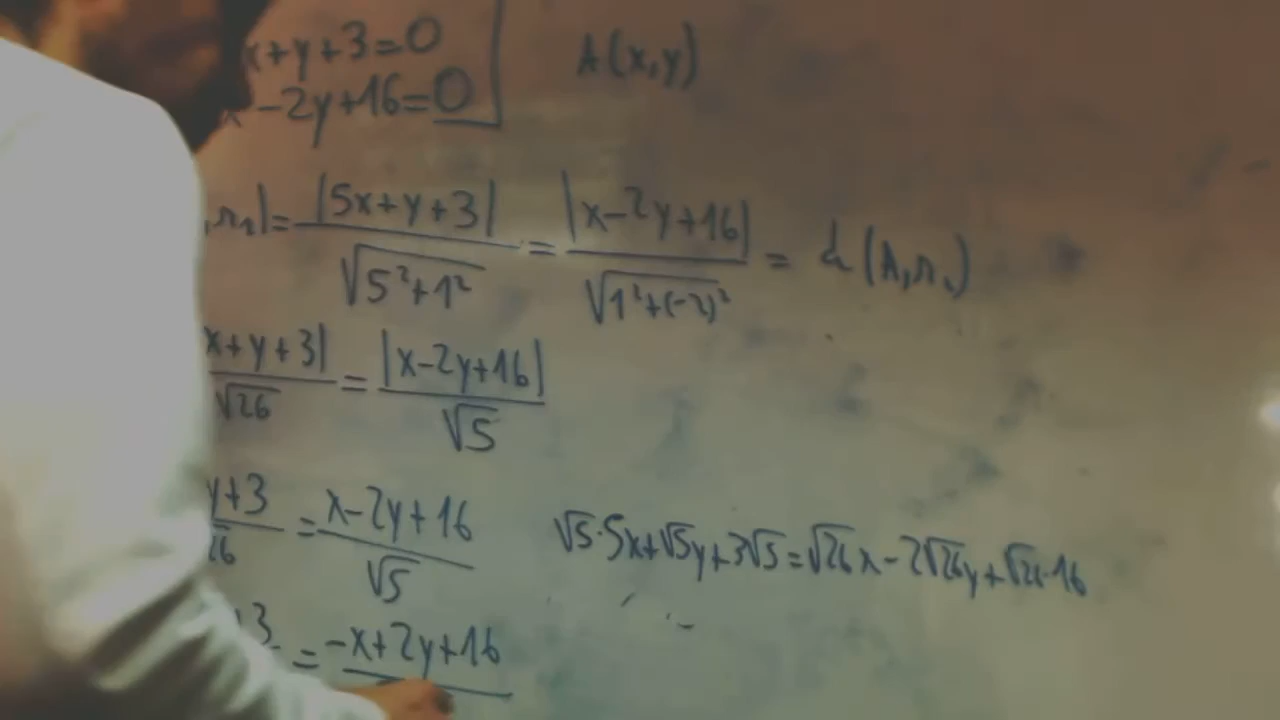 x+y+3=0 A(x,y)
x-2y+16=0
,r₁)=|5x+y+3|/√(5²+1²) = |x-2y+16|/√(1²+(-2)²) = d(A,r₂)
x+y+3|/√26 = |x-2y+16|/√5
y+3/26 = x-2y+16/√5 √5·5x+√5y+3√5=√26x-2√26y+√26·16
3 = -x+2y+16